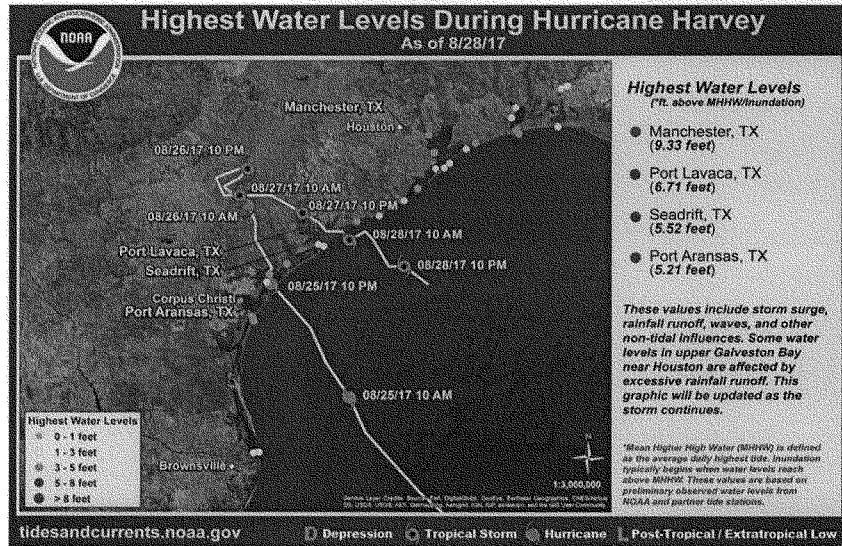 Highest Water Levels During Hurricane Harvey
As of 8/28/17
NOAA
Manchester, TX
Houston
08/26/17 10 PM
08/27/17 10 AM
08/27/17 10 PM
08/26/17 10 AM
08/28/17 10 AM
Port Lavaca, TX
08/28/17 10 PM
Seadrift, TX
08/25/17 10 PM
Corpus Christi
Port Aransas, TX
08/25/17 10 AM
Brownsville
N
1:3,000,000
Highest Water Levels
0 - 1 feet
1 - 3 feet
3 - 5 feet
5 - 8 feet
> 8 feet
Highest Water Levels
(*ft. above MHHW/Inundation)
Manchester, TX
(9.33 feet)
Port Lavaca, TX
(6.71 feet)
Seadrift, TX
(5.52 feet)
Port Aransas, TX
(5.21 feet)
These values include storm surge,
rainfall runoff, waves, and other
non-tidal influences. Some water
levels in upper Galveston Bay
near Houston are affected by
excessive rainfall runoff. This
graphic will be updated as the
storm continues.
*Mean Higher High Water (MHHW) is defined
as the average daily highest tide. Inundation
typically begins when water levels reach
above MHHW. These values are based on
preliminary observed water levels from
NOAA and partner tide stations.
tidesandcurrents.noaa.gov
D Depression
Tropical Storm
Hurricane
L Post-Tropical / Extratropical Low